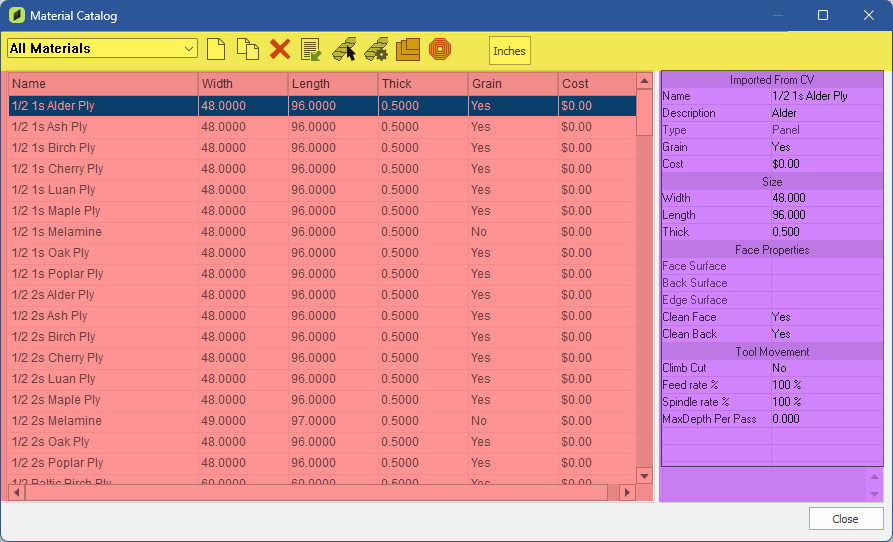 Material Catalog
All Materials
Inches
Name Width Length Thick Grain Cost
1/2 1s Alder Ply 48.0000 96.0000 0.5000 Yes $0.00
1/2 1s Ash Ply 48.0000 96.0000 0.5000 Yes $0.00
1/2 1s Birch Ply 48.0000 96.0000 0.5000 Yes $0.00
1/2 1s Cherry Ply 48.0000 96.0000 0.5000 Yes $0.00
1/2 1s Luan Ply 48.0000 96.0000 0.5000 Yes $0.00
1/2 1s Maple Ply 48.0000 96.0000 0.5000 Yes $0.00
1/2 1s Melamine 48.0000 96.0000 0.5000 No $0.00
1/2 1s Oak Ply 48.0000 96.0000 0.5000 Yes $0.00
1/2 1s Poplar Ply 48.0000 96.0000 0.5000 Yes $0.00
1/2 2s Alder Ply 48.0000 96.0000 0.5000 Yes $0.00
1/2 2s Ash Ply 48.0000 96.0000 0.5000 Yes $0.00
1/2 2s Birch Ply 48.0000 96.0000 0.5000 Yes $0.00
1/2 2s Cherry Ply 48.0000 96.0000 0.5000 Yes $0.00
1/2 2s Luan Ply 48.0000 96.0000 0.5000 Yes $0.00
1/2 2s Maple Ply 48.0000 96.0000 0.5000 Yes $0.00
1/2 2s Melamine 49.0000 97.0000 0.5000 No $0.00
1/2 2s Oak Ply 48.0000 96.0000 0.5000 Yes $0.00
1/2 2s Poplar Ply 48.0000 96.0000 0.5000 Yes $0.00
1/2 Baltic Birch Ply 60.0000 60.0000 0.5000 Yes $0.00
Imported From CV
Name 1/2 1s Alder Ply
Description Alder
Type Panel
Grain Yes
Cost $0.00
Size
Width 48.000
Length 96.000
Thick 0.500
Face Properties
Face Surface
Back Surface
Edge Surface
Clean Face Yes
Clean Back Yes
Tool Movement
Climb Cut No
Feed rate % 100 %
Spindle rate % 100 %
MaxDepth Per Pass 0.000
Close